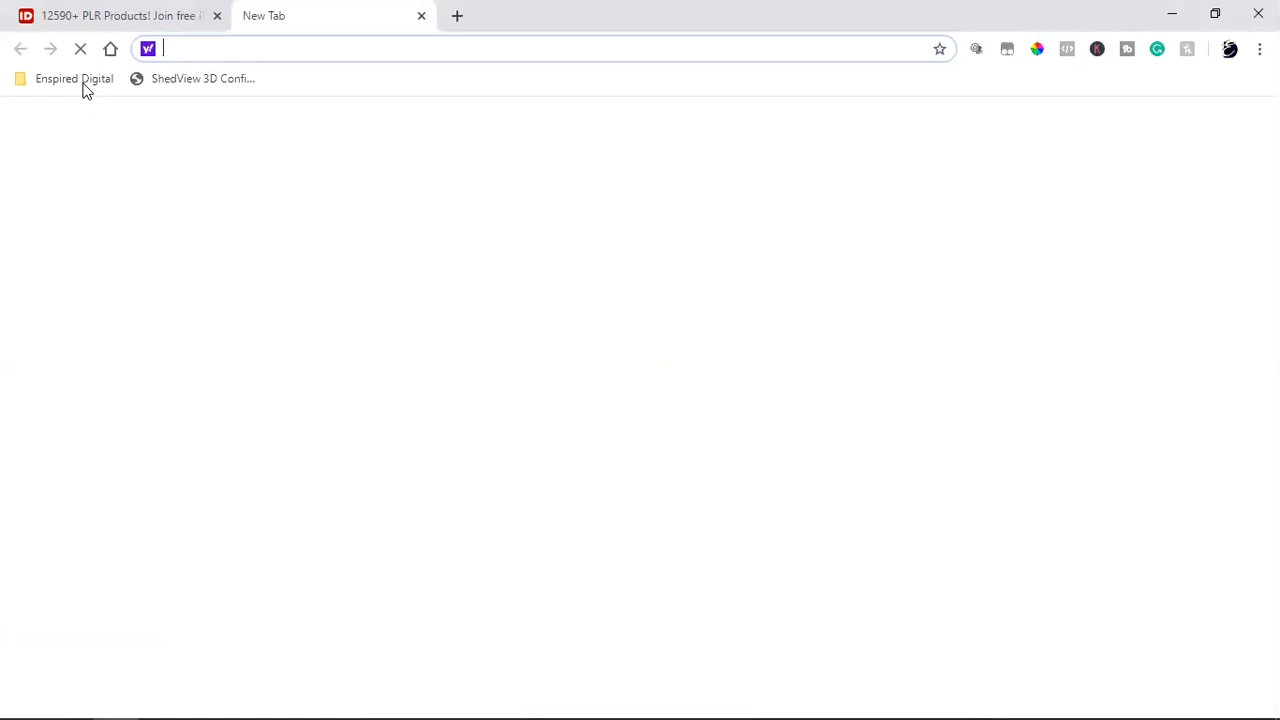 12590+ PLR Products! Join free
New Tab
Enspired Digital
ShedView 3D Confi...